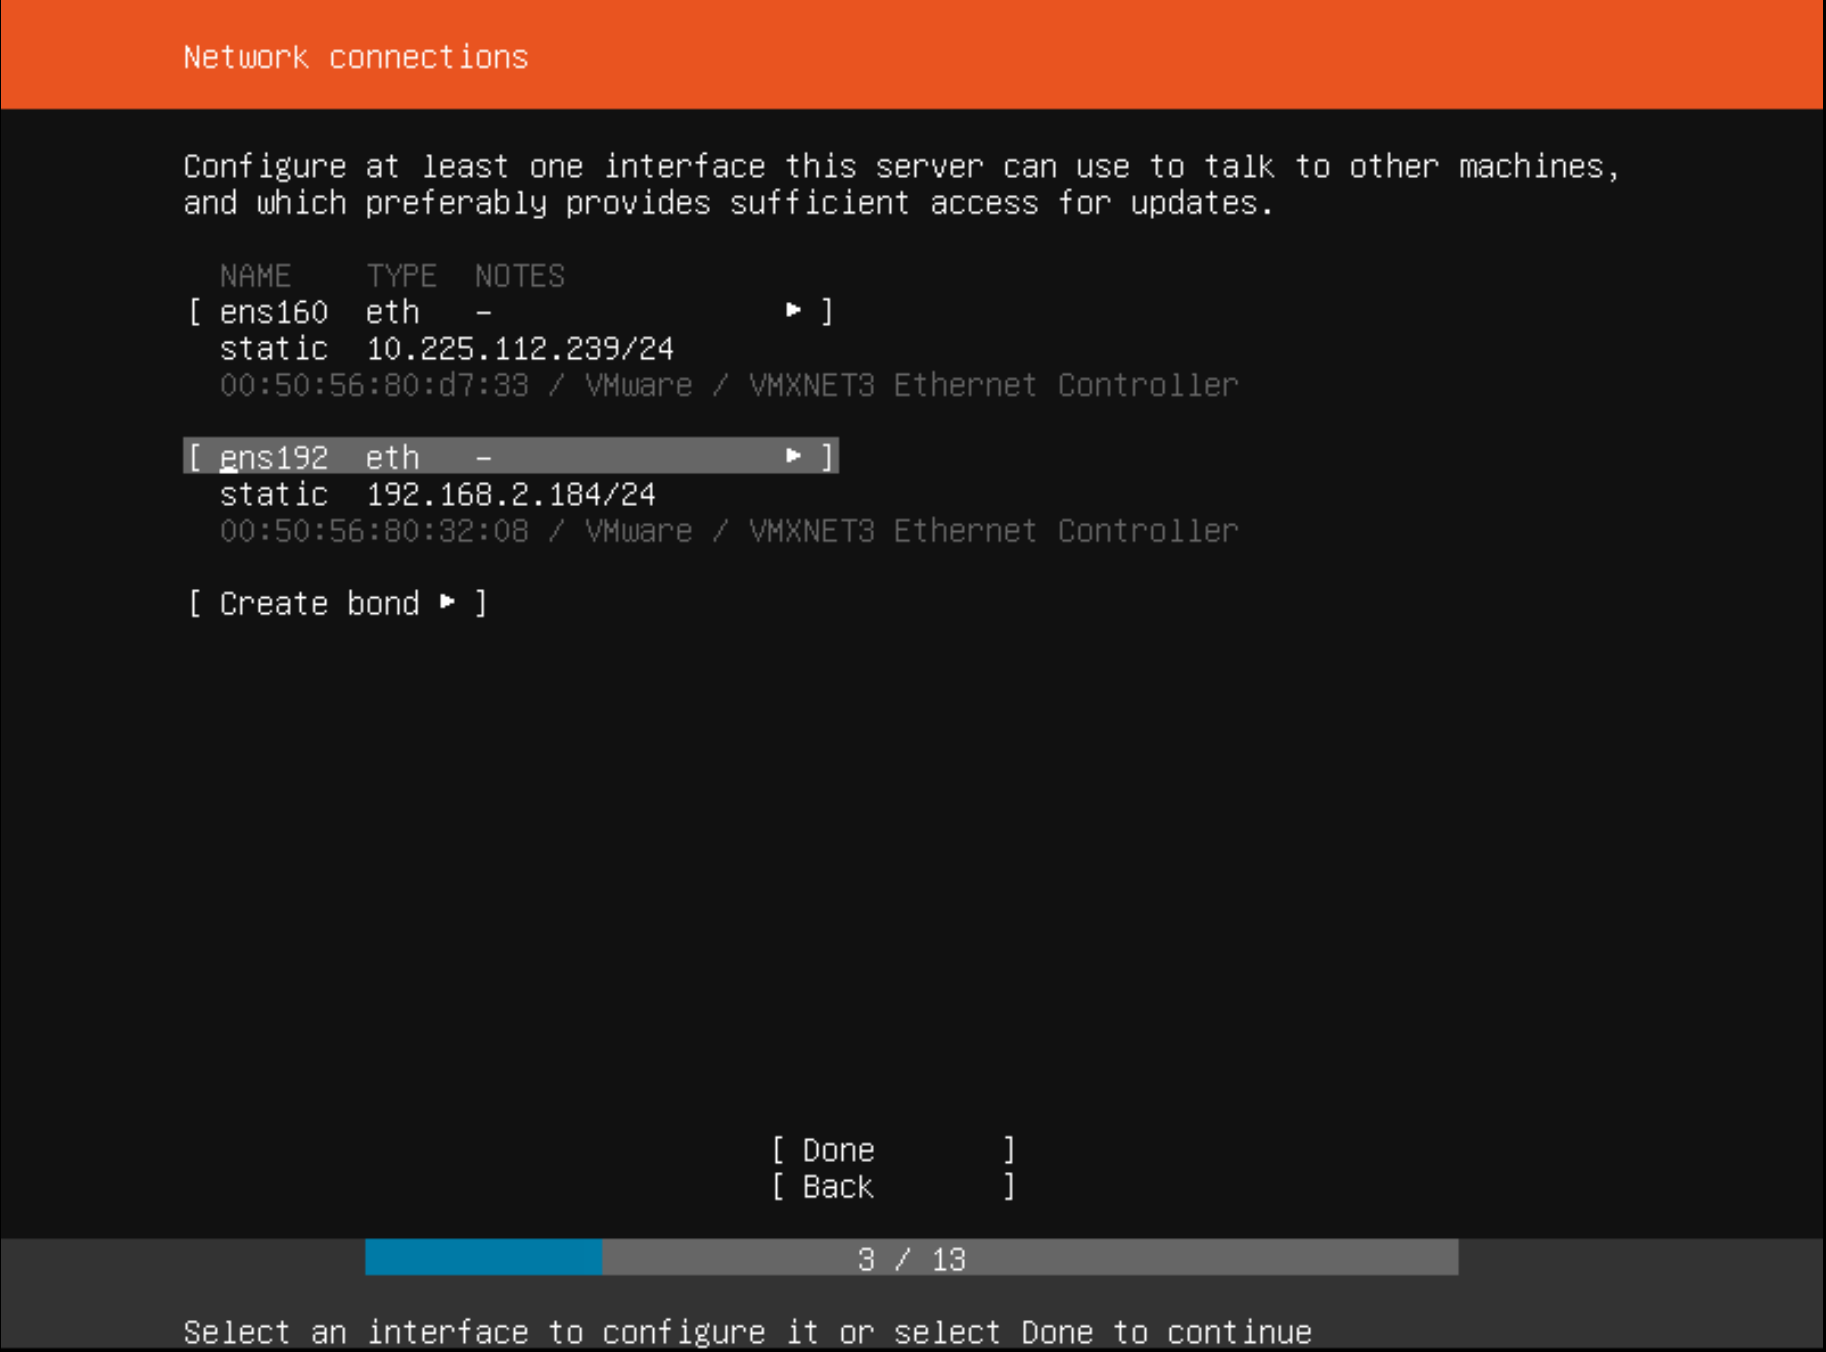 Network connections
Configure at least one interface this server can use to talk to other machines,
and which preferably provides sufficient access for updates.
NAME TYPE NOTES
[ ens160 eth - ▸ ]
static 10.225.112.239/24
00:50:56:80:d7:33 / VMware / VMXNET3 Ethernet Controller
[ ens192 eth - ▸ ]
static 192.168.2.184/24
00:50:56:80:32:08 / VMware / VMXNET3 Ethernet Controller
[ Create bond ▸ ]
[ Done ]
[ Back ]
3 / 13
Select an interface to configure it or select Done to continue